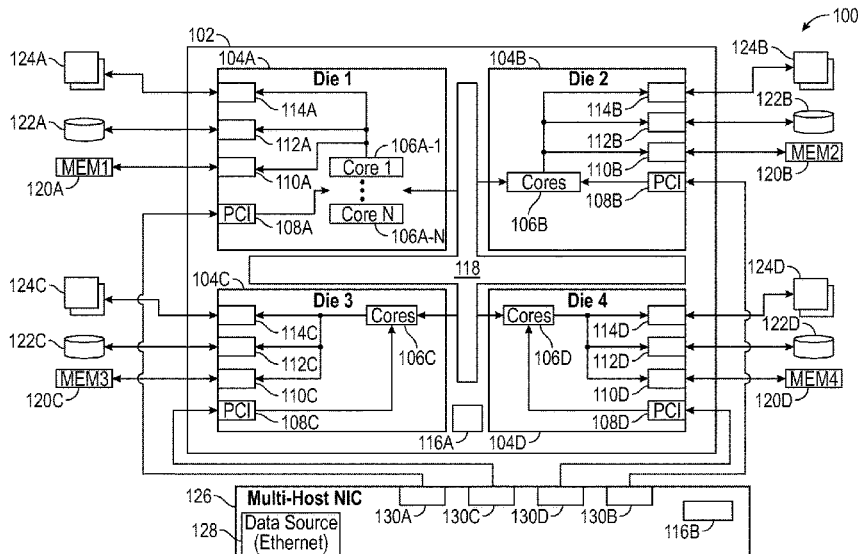 100
102
104A
104B
124A
124B
Die 1
Die 2
114A
114B
122A
122B
112A
112B
106A-1
MEM1
Core 1
MEM2
110A
110B
120A
120B
PCI
Cores
PCI
108A
Core N
106B
108B
106A-N
118
124C
104C
124D
Die 3
Die 4
Cores
Cores
114C
114D
122C
106C
106D
122D
112C
112D
MEM3
MEM4
110C
110D
120C
120D
PCI
PCI
108C
116A
108D
104D
126
Multi-Host NIC
130A
130C
130D
130B
116B
128
Data Source
(Ethernet)